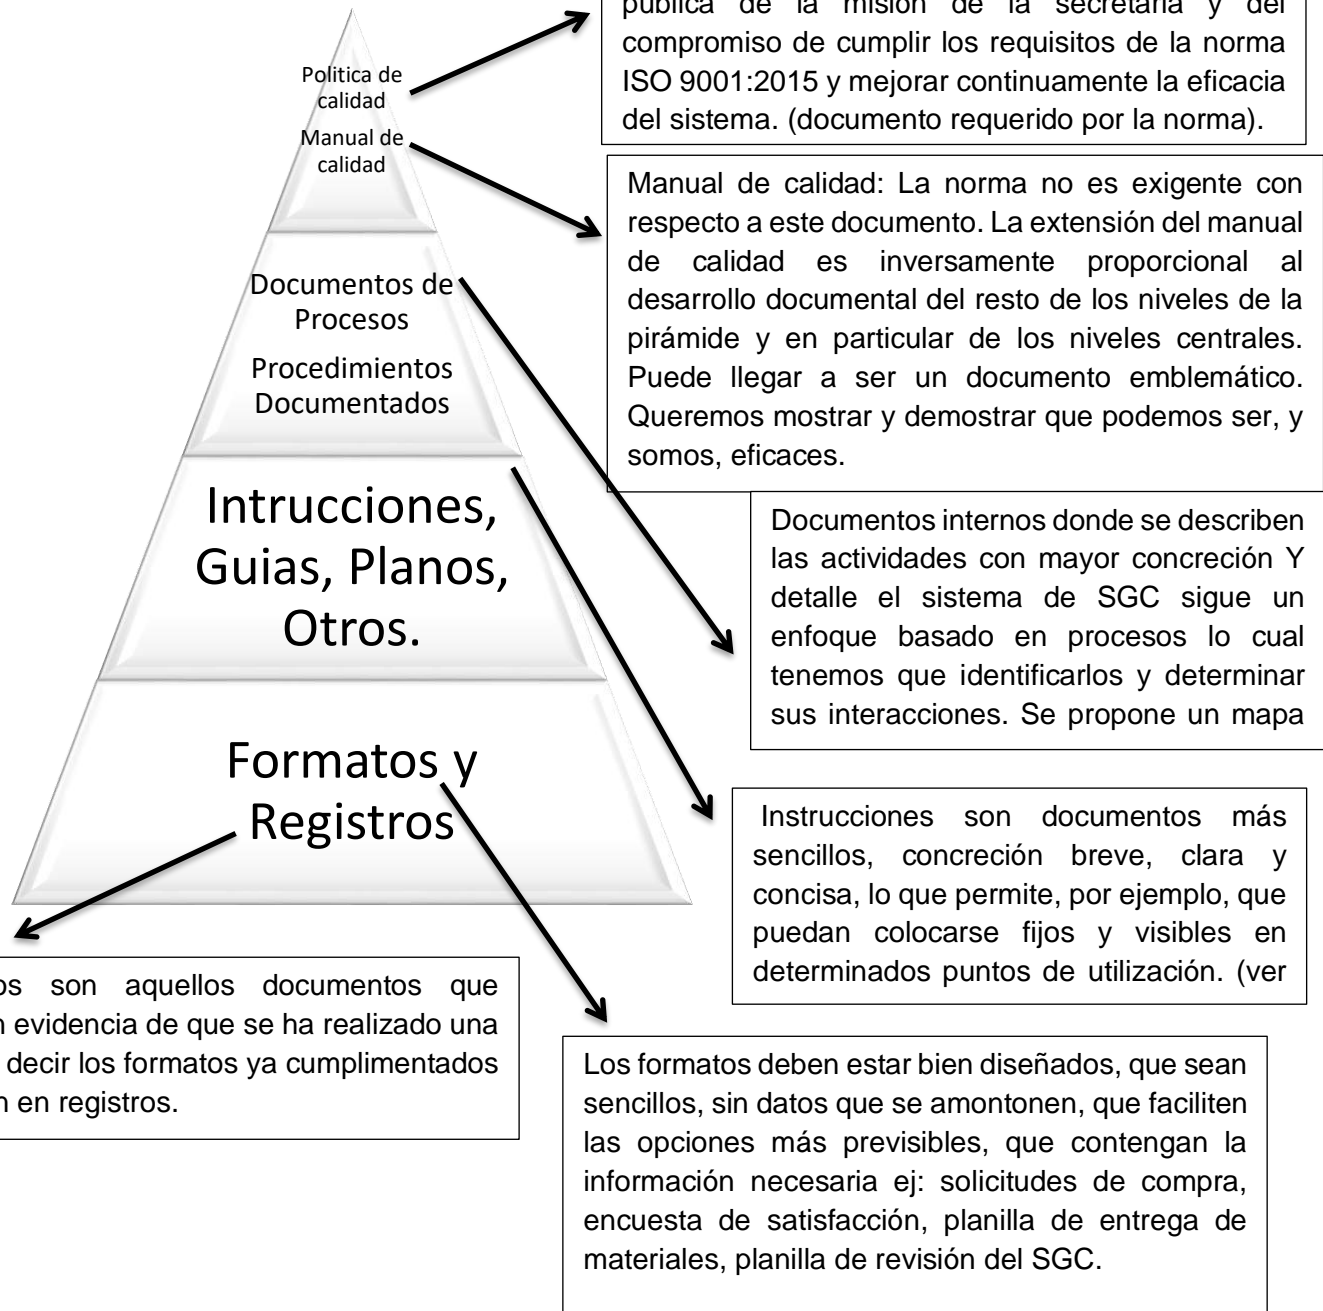 Politica de
calidad
Manual de
calidad
Documentos de
Procesos
Procedimientos
Documentados
Intrucciones,
Guias, Planos,
Otros.
Formatos y
Registros
pública de la misión de la secretaria y del
compromiso de cumplir los requisitos de la norma
ISO 9001:2015 y mejorar continuamente la eficacia
del sistema. (documento requerido por la norma).
Manual de calidad: La norma no es exigente con
respecto a este documento. La extensión del manual
de calidad es inversamente proporcional al
desarrollo documental del resto de los niveles de la
pirámide y en particular de los niveles centrales.
Puede llegar a ser un documento emblemático.
Queremos mostrar y demostrar que podemos ser, y
somos, eficaces.
Documentos internos donde se describen
las actividades con mayor concreción Y
detalle el sistema de SGC sigue un
enfoque basado en procesos lo cual
tenemos que identificarlos y determinar
sus interacciones. Se propone un mapa
Instrucciones son documentos más
sencillos, concreción breve, clara y
concisa, lo que permite, por ejemplo, que
puedan colocarse fijos y visibles en
determinados puntos de utilización. (ver
os son aquellos documentos que
n evidencia de que se ha realizado una
decir los formatos ya cumplimentados
n en registros.
Los formatos deben estar bien diseñados, que sean
sencillos, sin datos que se amontonen, que faciliten
las opciones más previsibles, que contengan la
información necesaria ej: solicitudes de compra,
encuesta de satisfacción, planilla de entrega de
materiales, planilla de revisión del SGC.